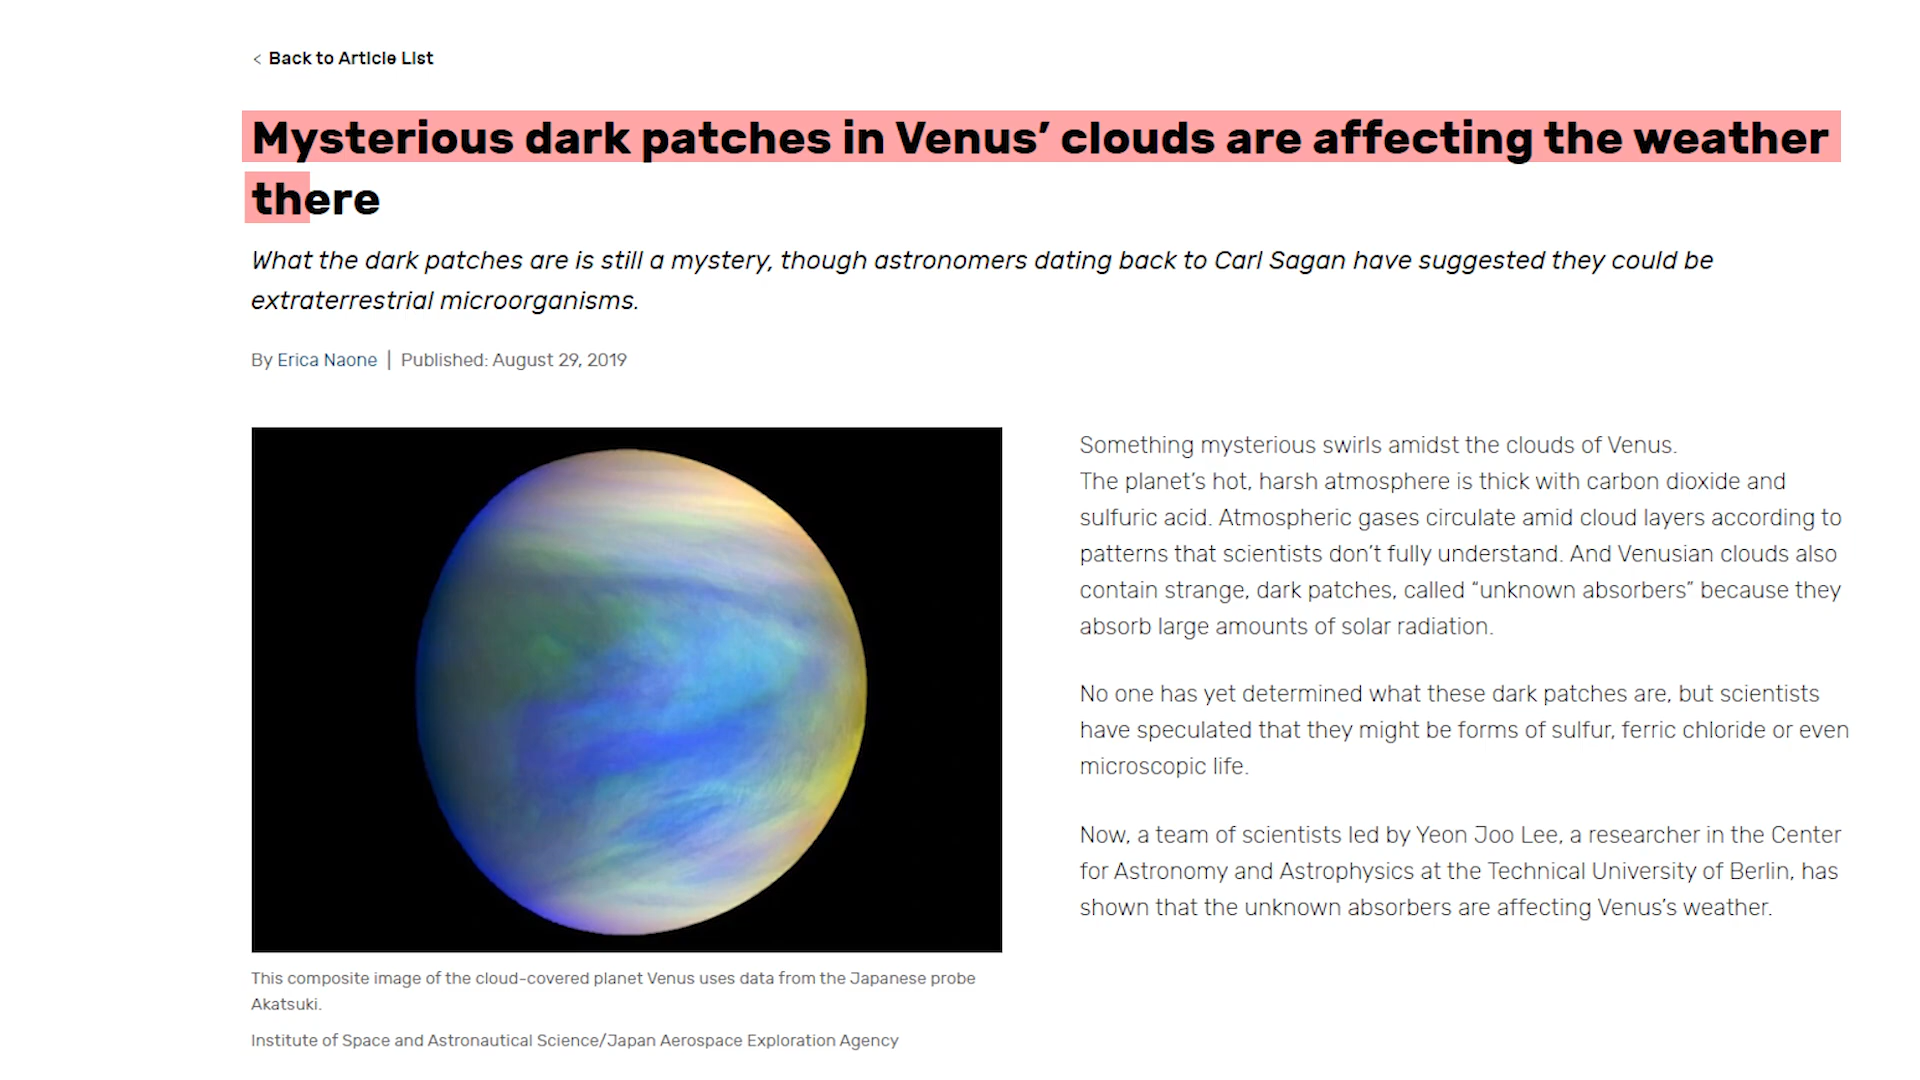 < Back to Article List
Mysterious dark patches in Venus’ clouds are affecting the weather
there
What the dark patches are is still a mystery, though astronomers dating back to Carl Sagan have suggested they could be
extraterrestrial microorganisms.
By Erica Naone | Published: August 29, 2019
Something mysterious swirls amidst the clouds of Venus.
The planet’s hot, harsh atmosphere is thick with carbon dioxide and
sulfuric acid. Atmospheric gases circulate amid cloud layers according to
patterns that scientists don’t fully understand. And Venusian clouds also
contain strange, dark patches, called “unknown absorbers” because they
absorb large amounts of solar radiation.
No one has yet determined what these dark patches are, but scientists
have speculated that they might be forms of sulfur, ferric chloride or even
microscopic life.
Now, a team of scientists led by Yeon Joo Lee, a researcher in the Center
for Astronomy and Astrophysics at the Technical University of Berlin, has
shown that the unknown absorbers are affecting Venus’s weather.
This composite image of the cloud-covered planet Venus uses data from the Japanese probe
Akatsuki.
Institute of Space and Astronautical Science/Japan Aerospace Exploration Agency